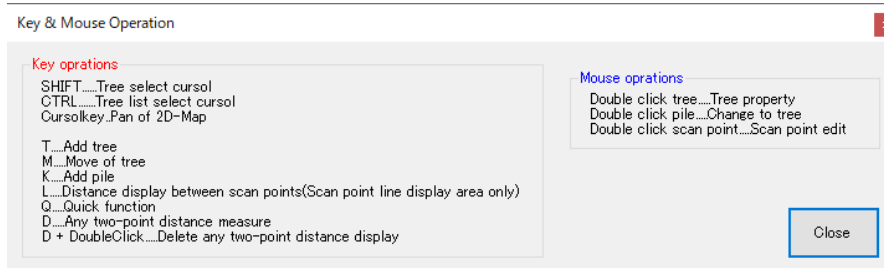 Key & Mouse Operation
Key oprations
SHIFT.....Tree select cursol
CTRL......Tree list select cursol
Cursolkey..Pan of 2D-Map
T....Add tree
M....Move of tree
K....Add pile
L....Distance display between scan points(Scan point line display area only)
Q....Quick function
D....Any two-point distance measure
D + DoubleClick....Delete any two-point distance display
Mouse oprations
Double click tree....Tree property
Double click pile....Change to tree
Double click scan point....Scan point edit
Close